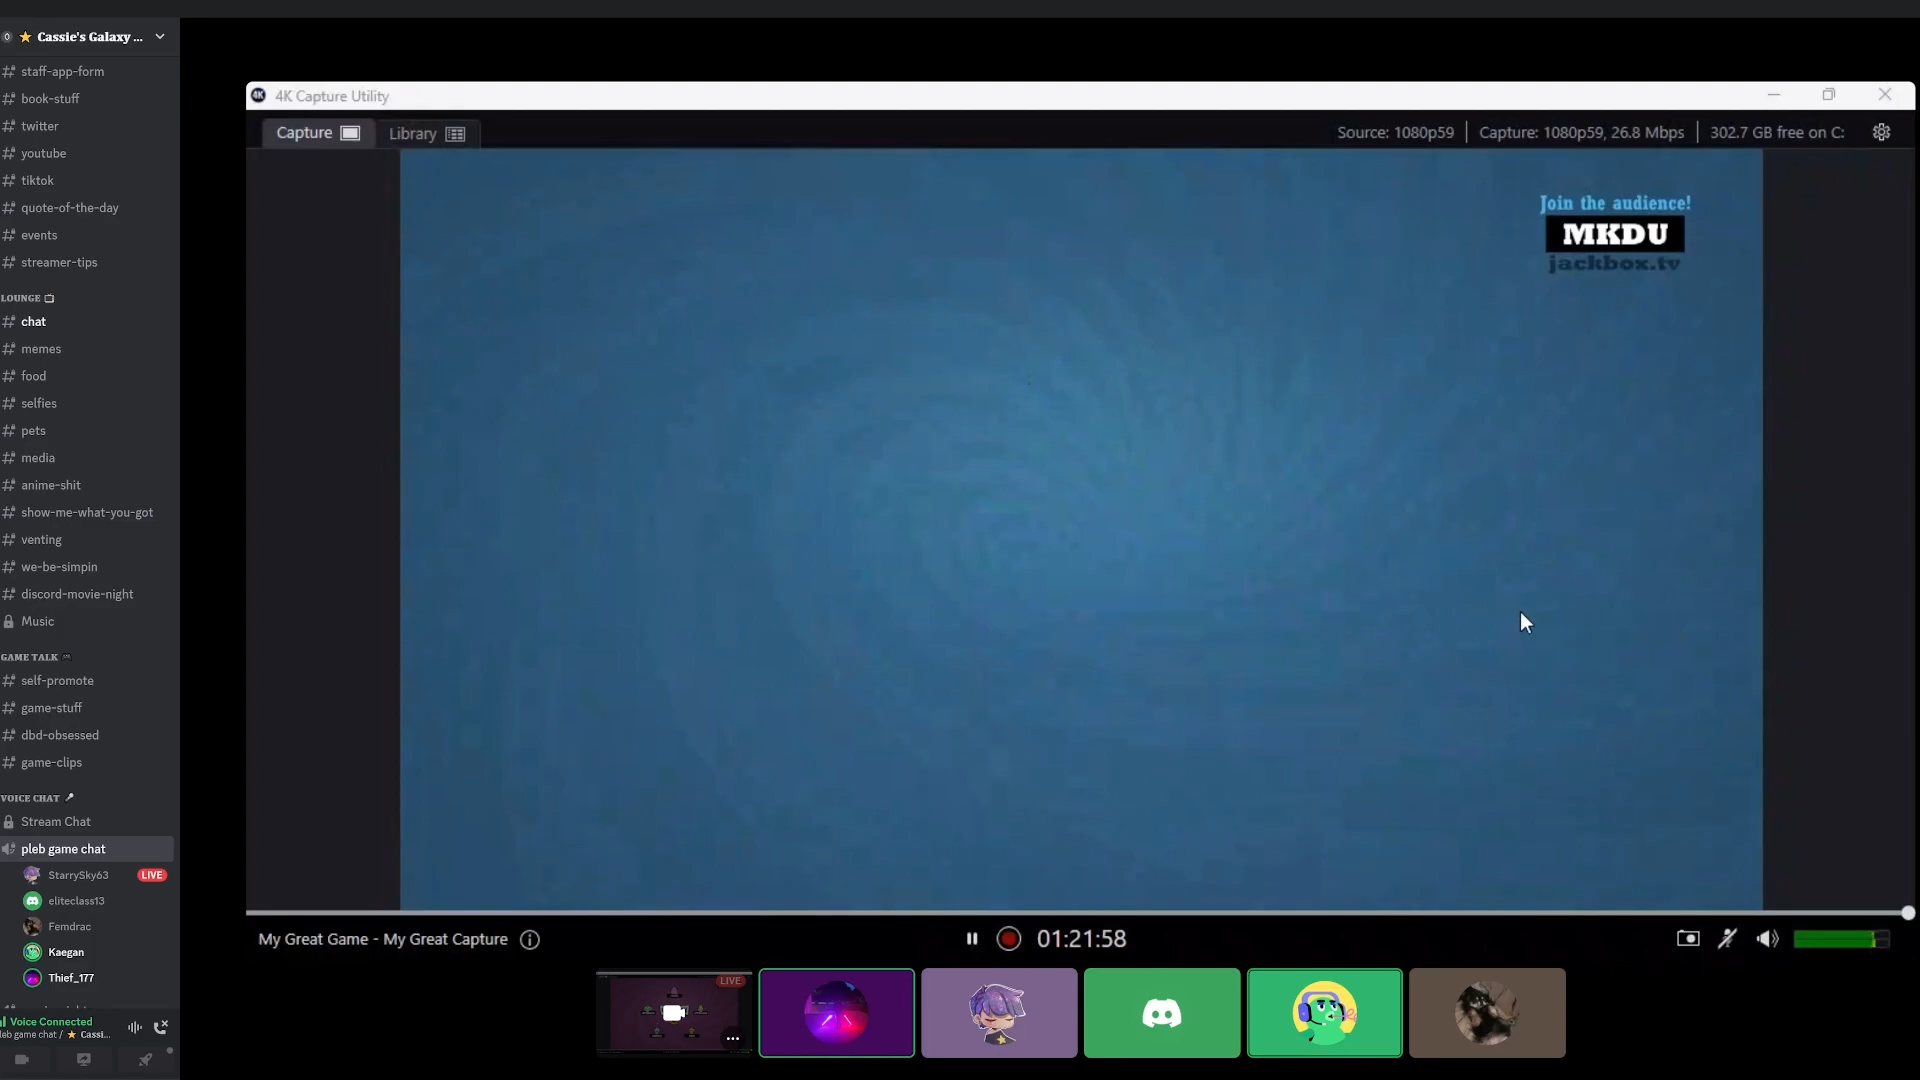 Cassie's Galaxy ...
staff-app-form
book-stuff
twitter
youtube
tiktok
quote-of-the-day
events
streamer-tips
LOUNGE
chat
memes
food
selfies
pets
media
anime-shit
show-me-what-you-got
venting
we-be-simpin
discord-movie-night
Music
GAME TALK
self-promote
game-stuff
dbd-obsessed
game-clips
VOICE CHAT
Stream Chat
pleb game chat
StarrySky63 LIVE
eliteclass13
Femdrac
Kaegan
Thief_177
Voice Connected
leb game chat / Cassi...
4K 4K Capture Utility
Capture Library
Source: 1080p59 | Capture: 1080p59, 26.8 Mbps | 302.7 GB free on C:
Join the audience!
MKDU
jackbox.tv
My Great Game - My Great Capture
01:21:58
LIVE